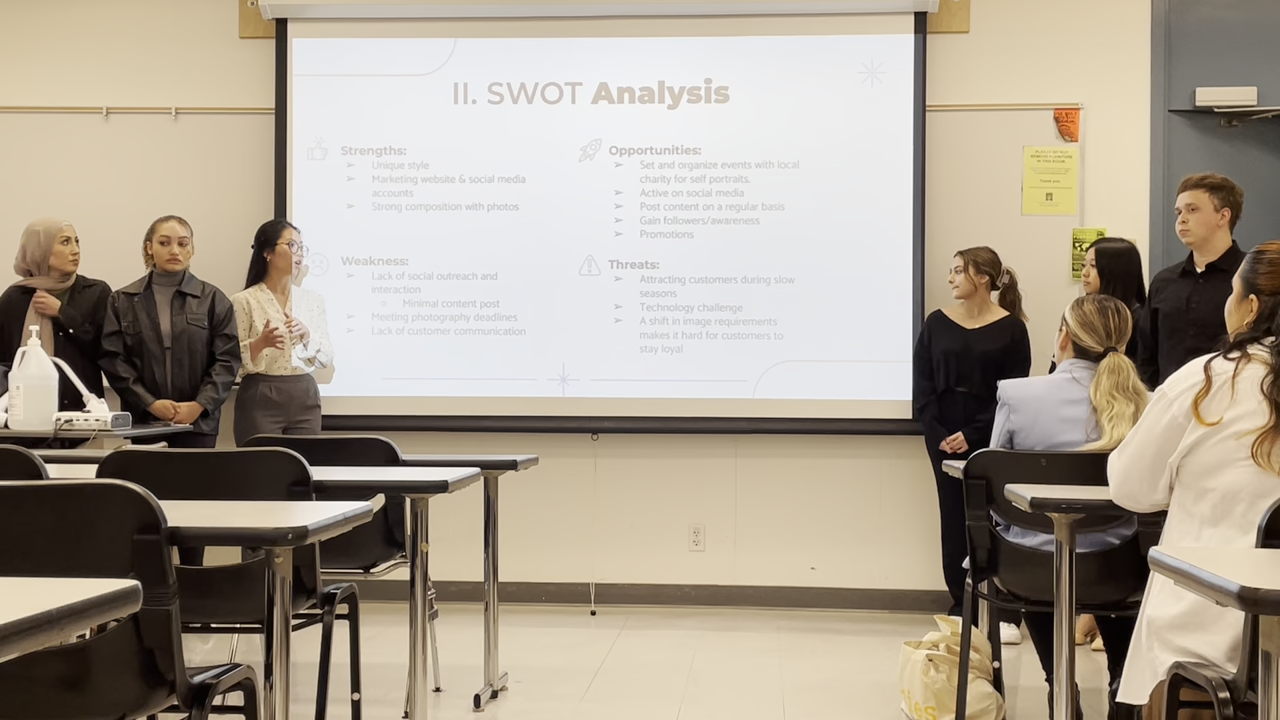 II. SWOT Analysis
Strengths:
➢ Unique style
➢ Marketing website & social media
accounts
➢ Strong composition with photos
Weakness:
➢ Lack of social outreach and
interaction
○ Minimal content post
➢ Meeting photography deadlines
➢ Lack of customer communication
Opportunities:
➢ Set and organize events with local
charity for self portraits.
➢ Active on social media
➢ Post content on a regular basis
➢ Gain followers/awareness
➢ Promotions
Threats:
➢ Attracting customers during slow
seasons
➢ Technology challenge
➢ A shift in image requirements
makes it hard for customers to
stay loyal